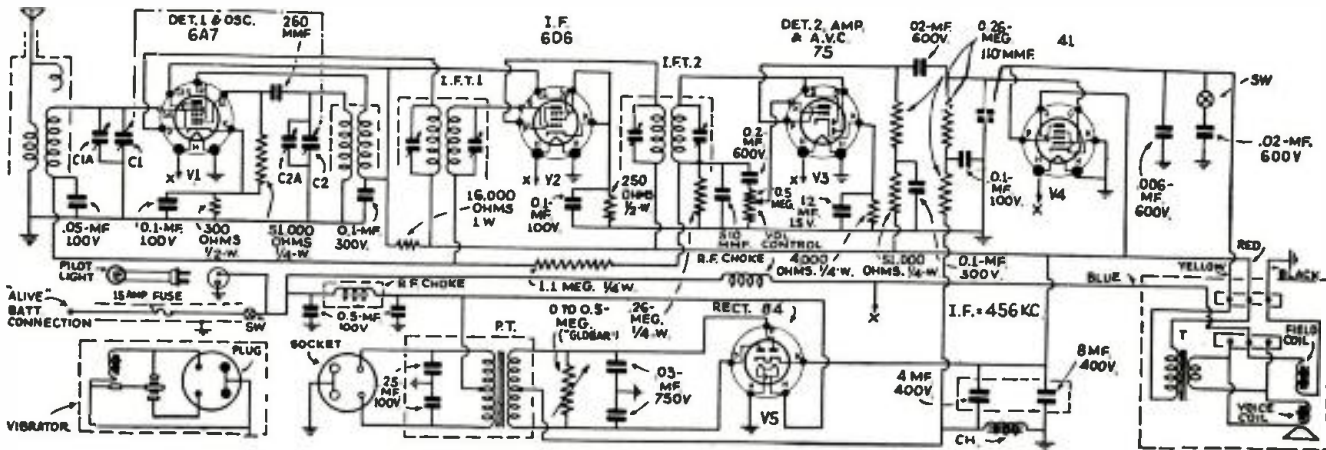 DET. 1 & OSC.
6A7
260
MMF
I.F.
6D6
DET. 2, AMP.
& A.V.C.
75
.02-MF.
600V.
0.26-
MEG.
110 MMF.
41
SW
I.F.T.1
I.F.T.2
C1A
C1
V1
C2A
C2
V2
V3
V4
X
X
X
X
0.2-
MF.
600V
0.5
MEG.
.05-MF
100V
0.1-MF.
100V
300
OHMS
1/2-W.
51,000
OHMS
1/4-W.
0.1-MF.
300V.
16,000
OHMS
1 W
0.1-
MF.
100V.
250
OHMS
1/2-W
510
MMF.
VOL.
CONTROL
12
MF.
15V.
4,000
OHMS. 1/4-W.
51,000
OHMS. 1/4-W.
0.1-MF.
300V.
0.1-
MF.
100V.
.006-
MF.
600V.
.02-MF.
600V
PILOT
LIGHT
1.1 MEG. 1/4 W.
R.F. CHOKE
BLUE
YELLOW
RED
BLACK
"ALIVE"
BATT
CONNECTION
15 AMP FUSE
SW
R.F CHOKE
0.5-MF.
100V
0 TO 0.5-
MEG.
("GLOBAR")
.26-
MEG.
1/4-W.
RECT. 84
X
I.F. = 456 KC
PLUG
VIBRATOR
SOCKET
P.T.
.25
MF
100V
.03-
MF
750V
V5
4 MF
400V.
8 MF.
400V.
CH.
T
FIELD
COIL
VOICE
COIL